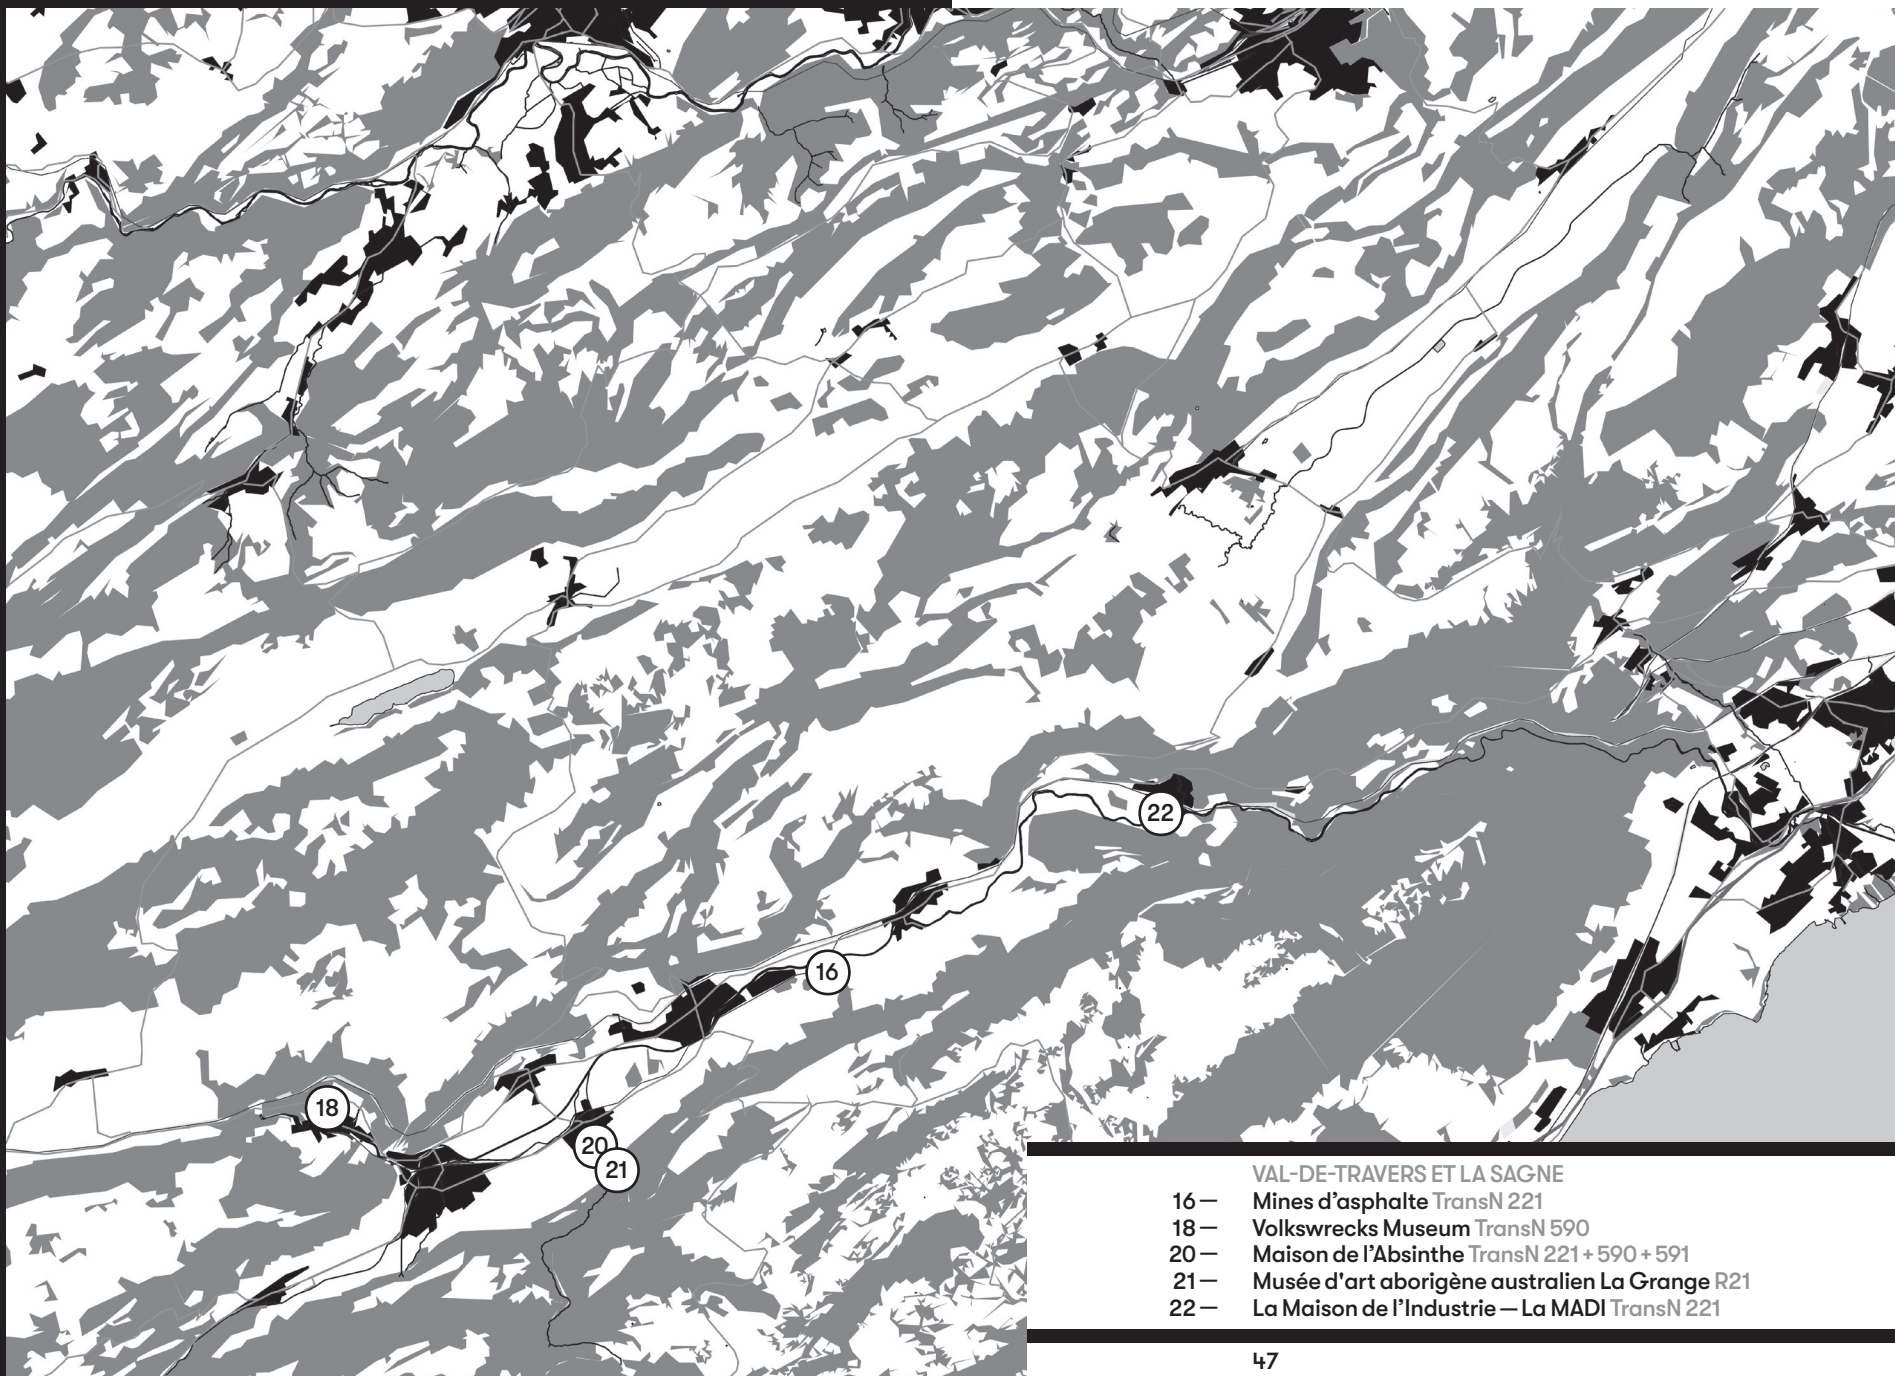 22
16
18
20
21
VAL-DE-TRAVERS ET LA SAGNE
16 — Mines d’asphalte TransN 221
18 — Volkswrecks Museum TransN 590
20 — Maison de l’Absinthe TransN 221 + 590 + 591
21 — Musée d'art aborigène australien La Grange R21
22 — La Maison de l’Industrie — La MADI TransN 221
47